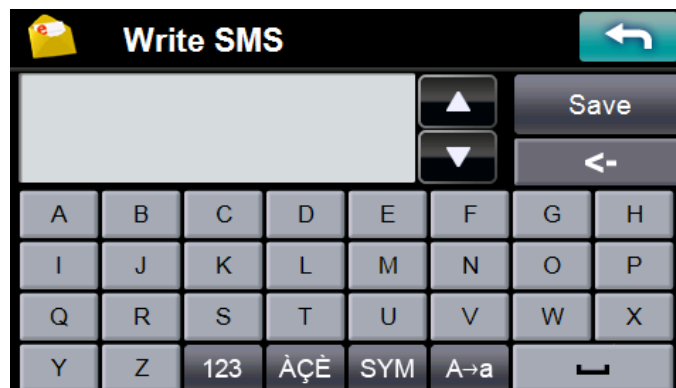 e
Write SMS
Save
<-
A B C D E F G H
I J K L M N O P
Q R S T U V W X
Y Z 123 ÀÇÈ SYM A→a